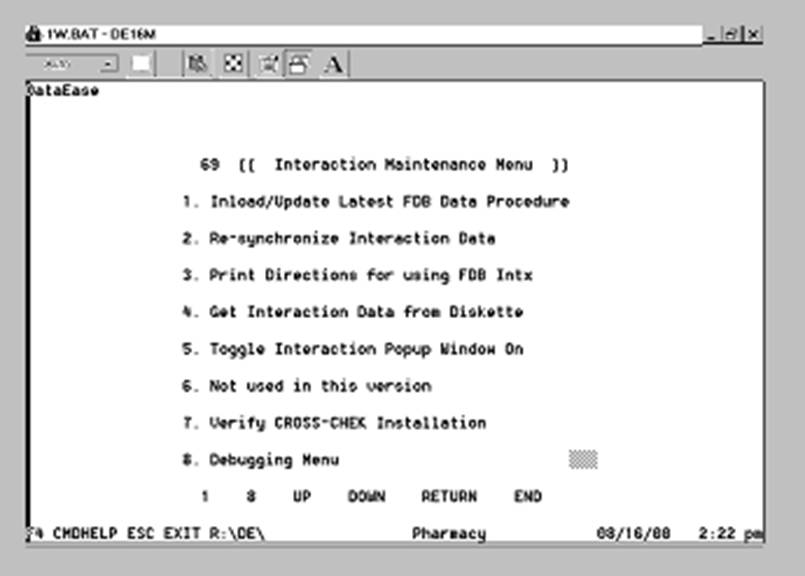 1W.BAT - DE16M
A
DataEase
69 (( Interaction Maintenance Menu ))
1. Inload/Update Latest FDB Data Procedure
2. Re-synchronize Interaction Data
3. Print Directions for using FDB Intx
4. Get Interaction Data from Diskette
5. Toggle Interaction Popup Window On
6. Not used in this version
7. Verify CROSS-CHEK Installation
8. Debugging Menu
1 8 UP DOWN RETURN END
F4 CMDHELP ESC EXIT R:\DE\ Pharmacy 08/16/00 2:22 pm